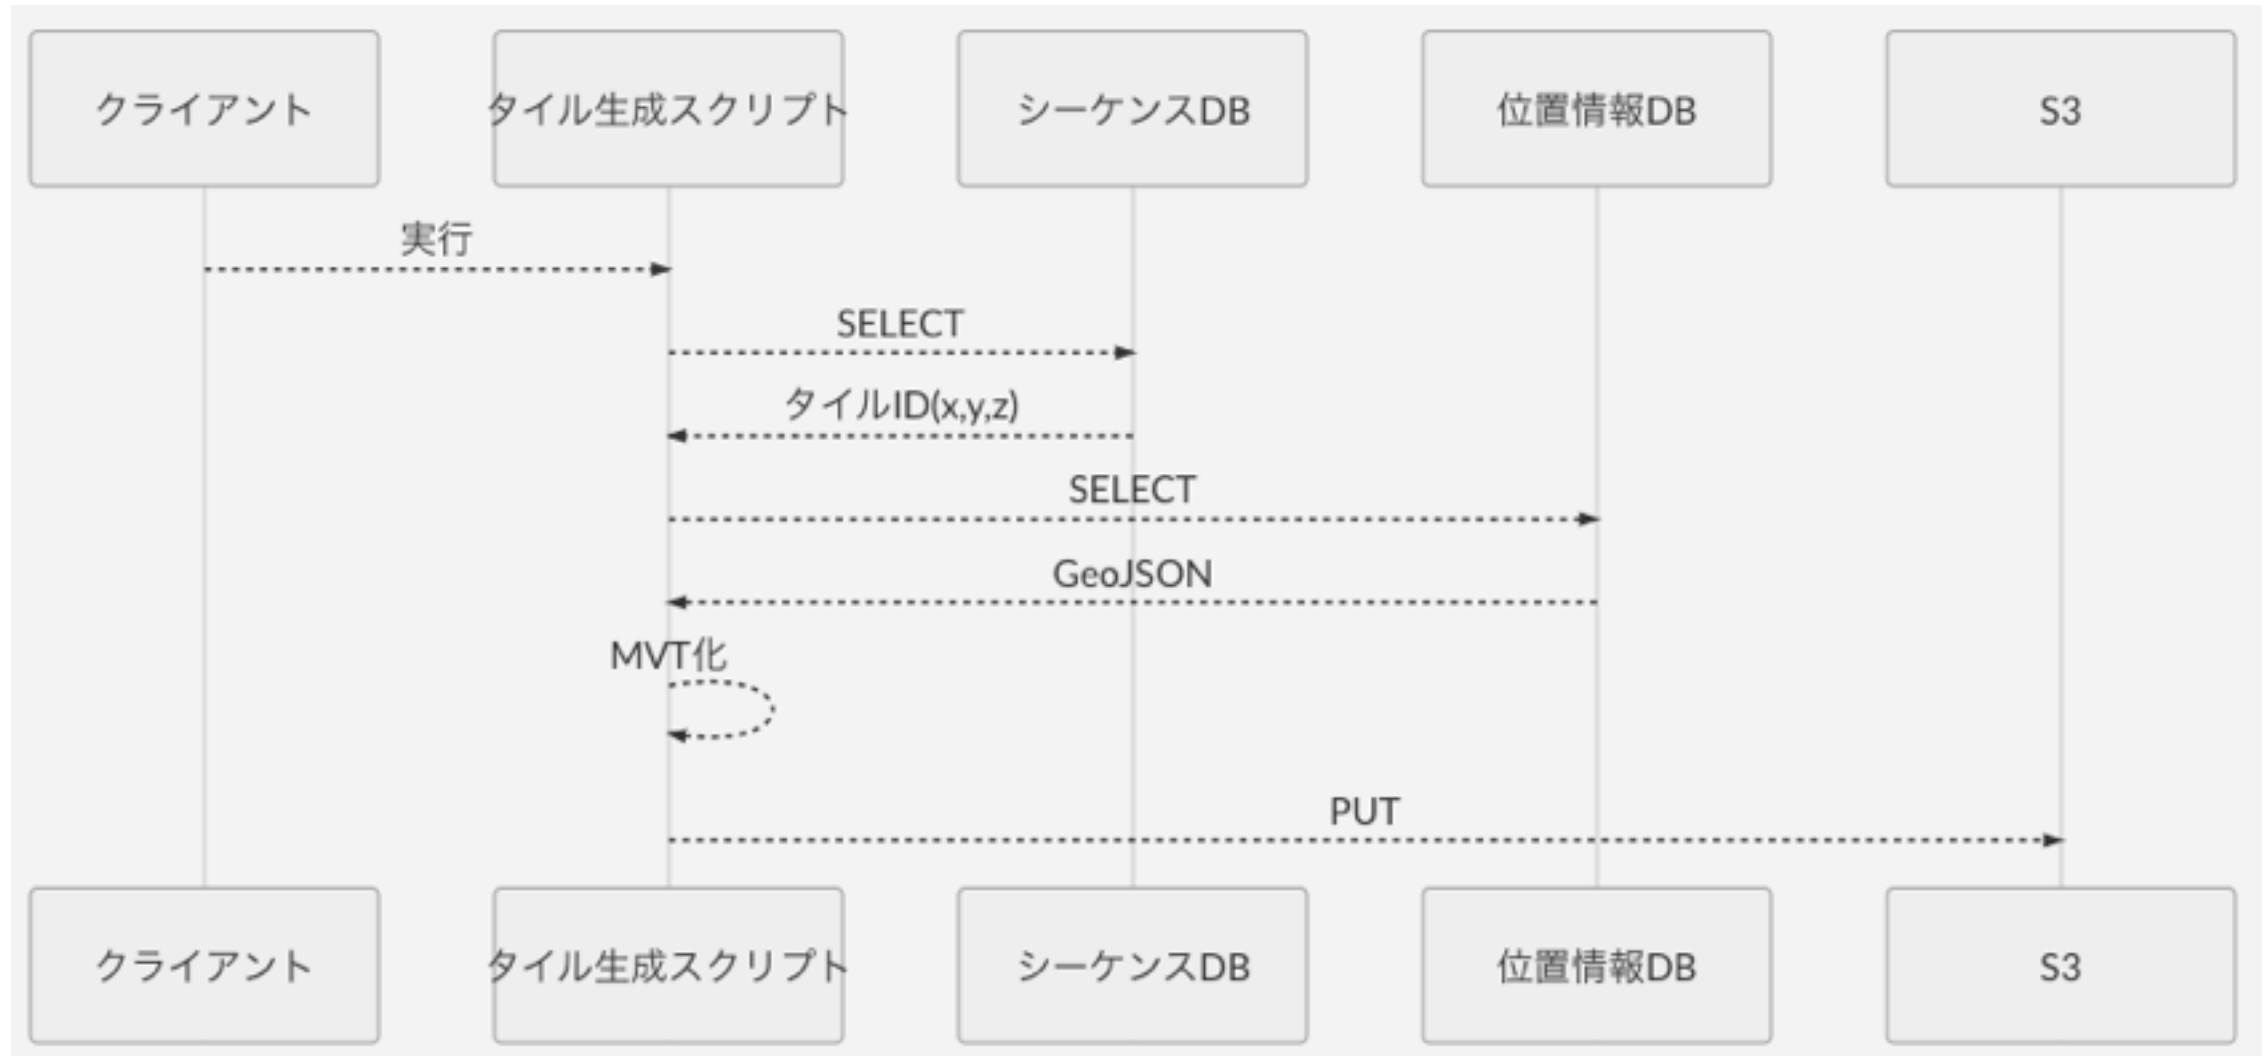 クライアント
タイル生成スクリプト
シーケンスDB
位置情報DB
S3
実行
SELECT
タイルID(x,y,z)
SELECT
GeoJSON
MVT化
PUT
クライアント
タイル生成スクリプト
シーケンスDB
位置情報DB
S3